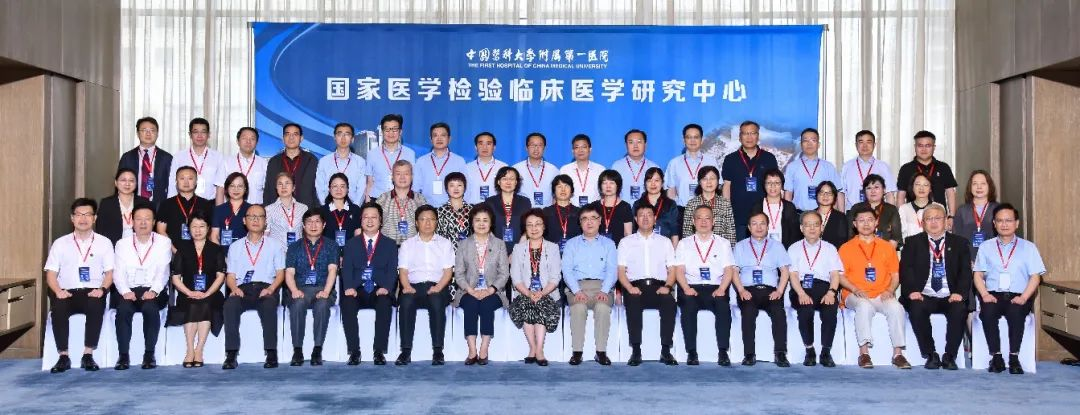 中国医科大学附属第一医院
THE FIRST HOSPITAL OF CHINA MEDICAL UNIVERSITY
国家医学检验临床医学研究中心